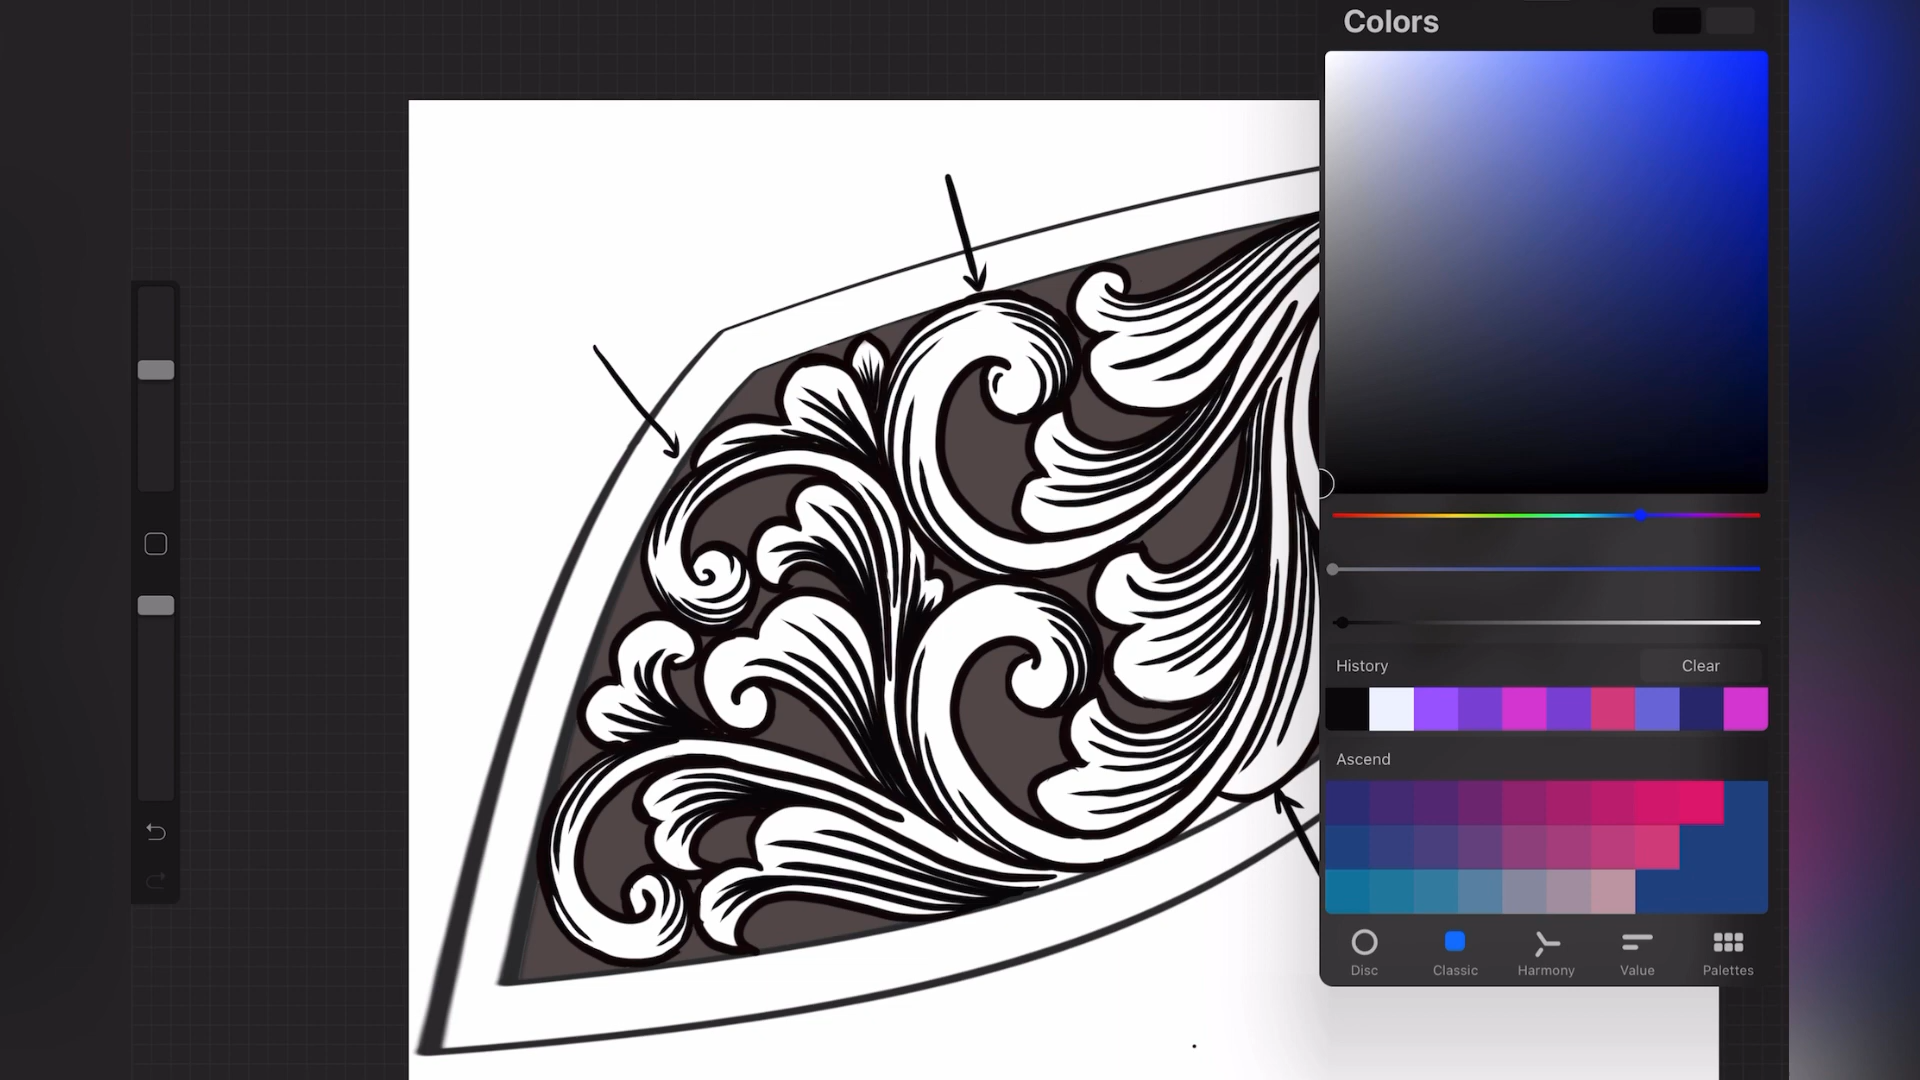 Colors
History
Clear
Ascend
Disc
Classic
Harmony
Value
Palettes